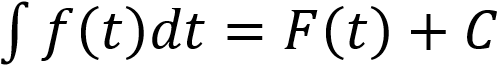 ∫ f(t)dt = F(t) + C